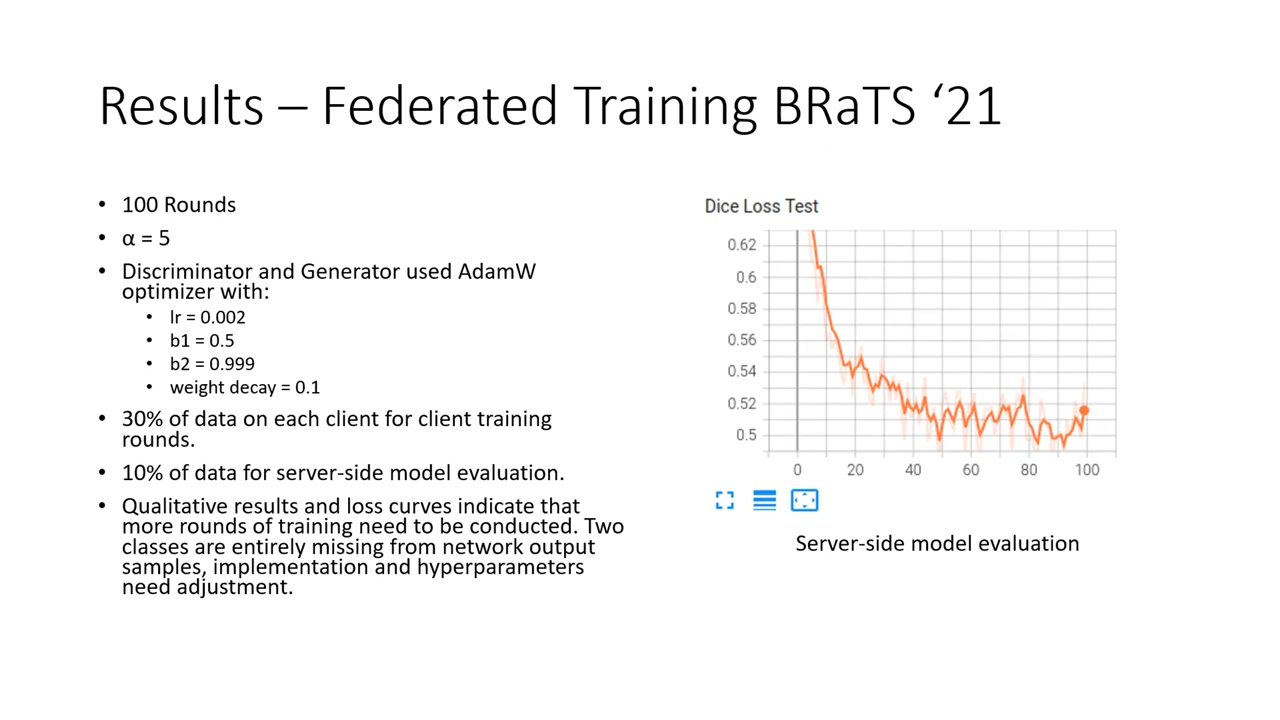 Results – Federated Training BRaTS ‘21
• 100 Rounds
• α = 5
• Discriminator and Generator used AdamW
optimizer with:
• lr = 0.002
• b1 = 0.5
• b2 = 0.999
• weight decay = 0.1
• 30% of data on each client for client training
rounds.
• 10% of data for server-side model evaluation.
• Qualitative results and loss curves indicate that
more rounds of training need to be conducted. Two
classes are entirely missing from network output
samples, implementation and hyperparameters
need adjustment.
Dice Loss Test
0.62
0.6
0.58
0.56
0.54
0.52
0.5
0 20 40 60 80 100
Server-side model evaluation